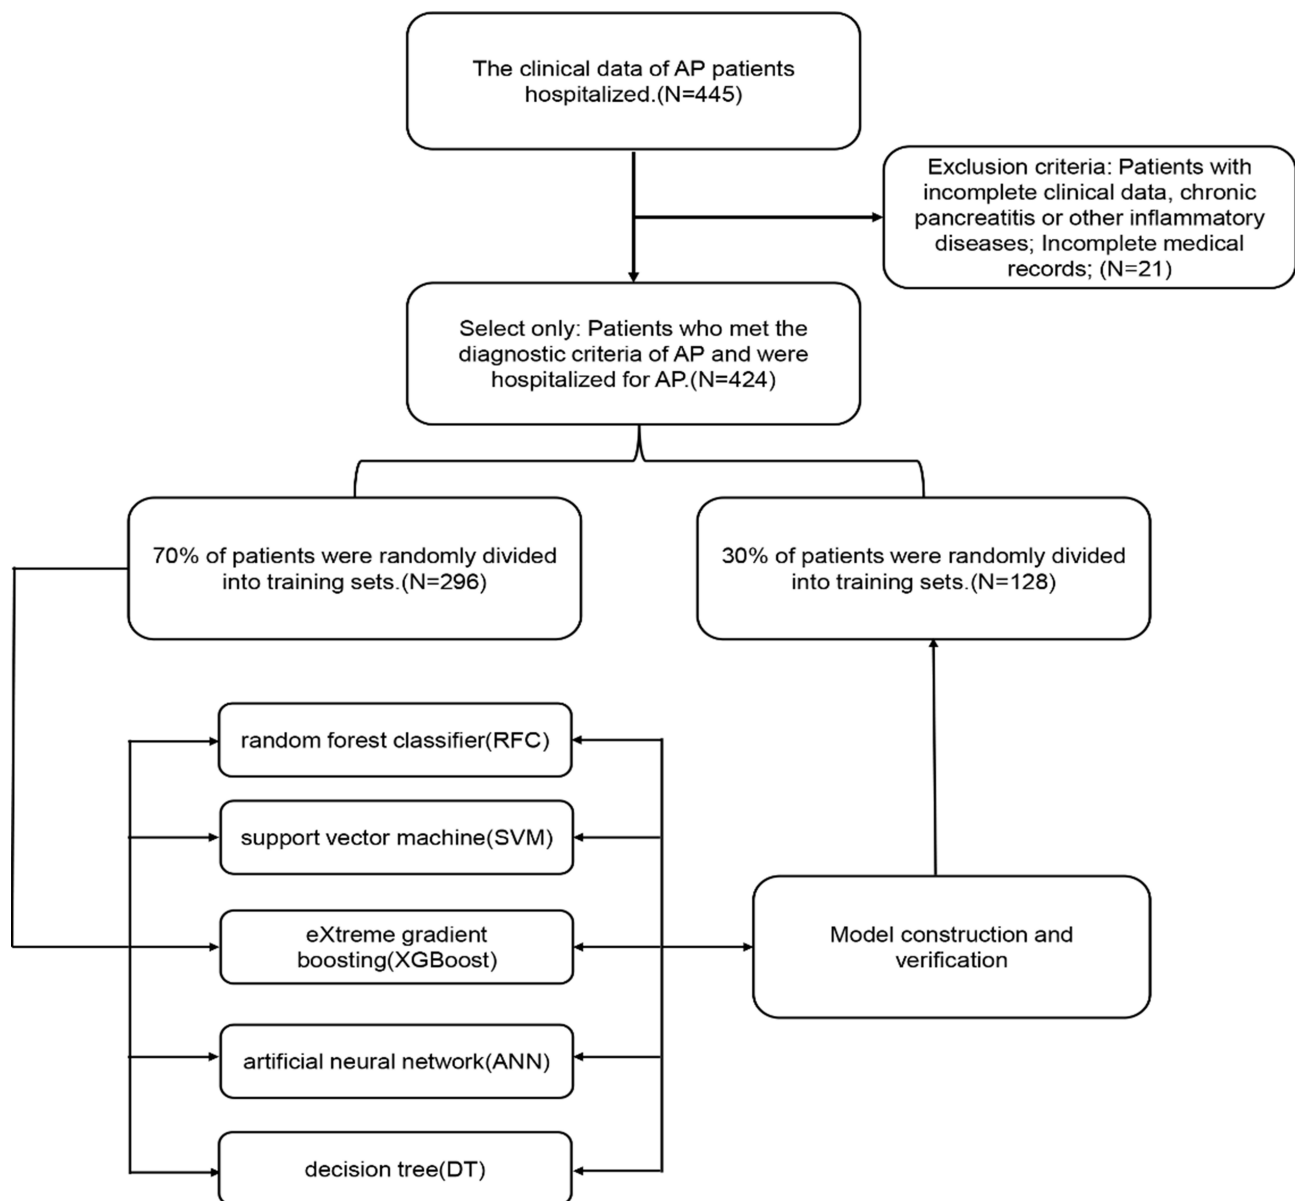 The clinical data of AP patients
hospitalized.(N=445)
Exclusion criteria: Patients with
incomplete clinical data, chronic
pancreatitis or other inflammatory
diseases; Incomplete medical
records; (N=21)
Select only: Patients who met the
diagnostic criteria of AP and were
hospitalized for AP.(N=424)
70% of patients were randomly divided
into training sets.(N=296)
30% of patients were randomly divided
into training sets.(N=128)
random forest classifier(RFC)
support vector machine(SVM)
eXtreme gradient
boosting(XGBoost)
Model construction and
verification
artificial neural network(ANN)
decision tree(DT)